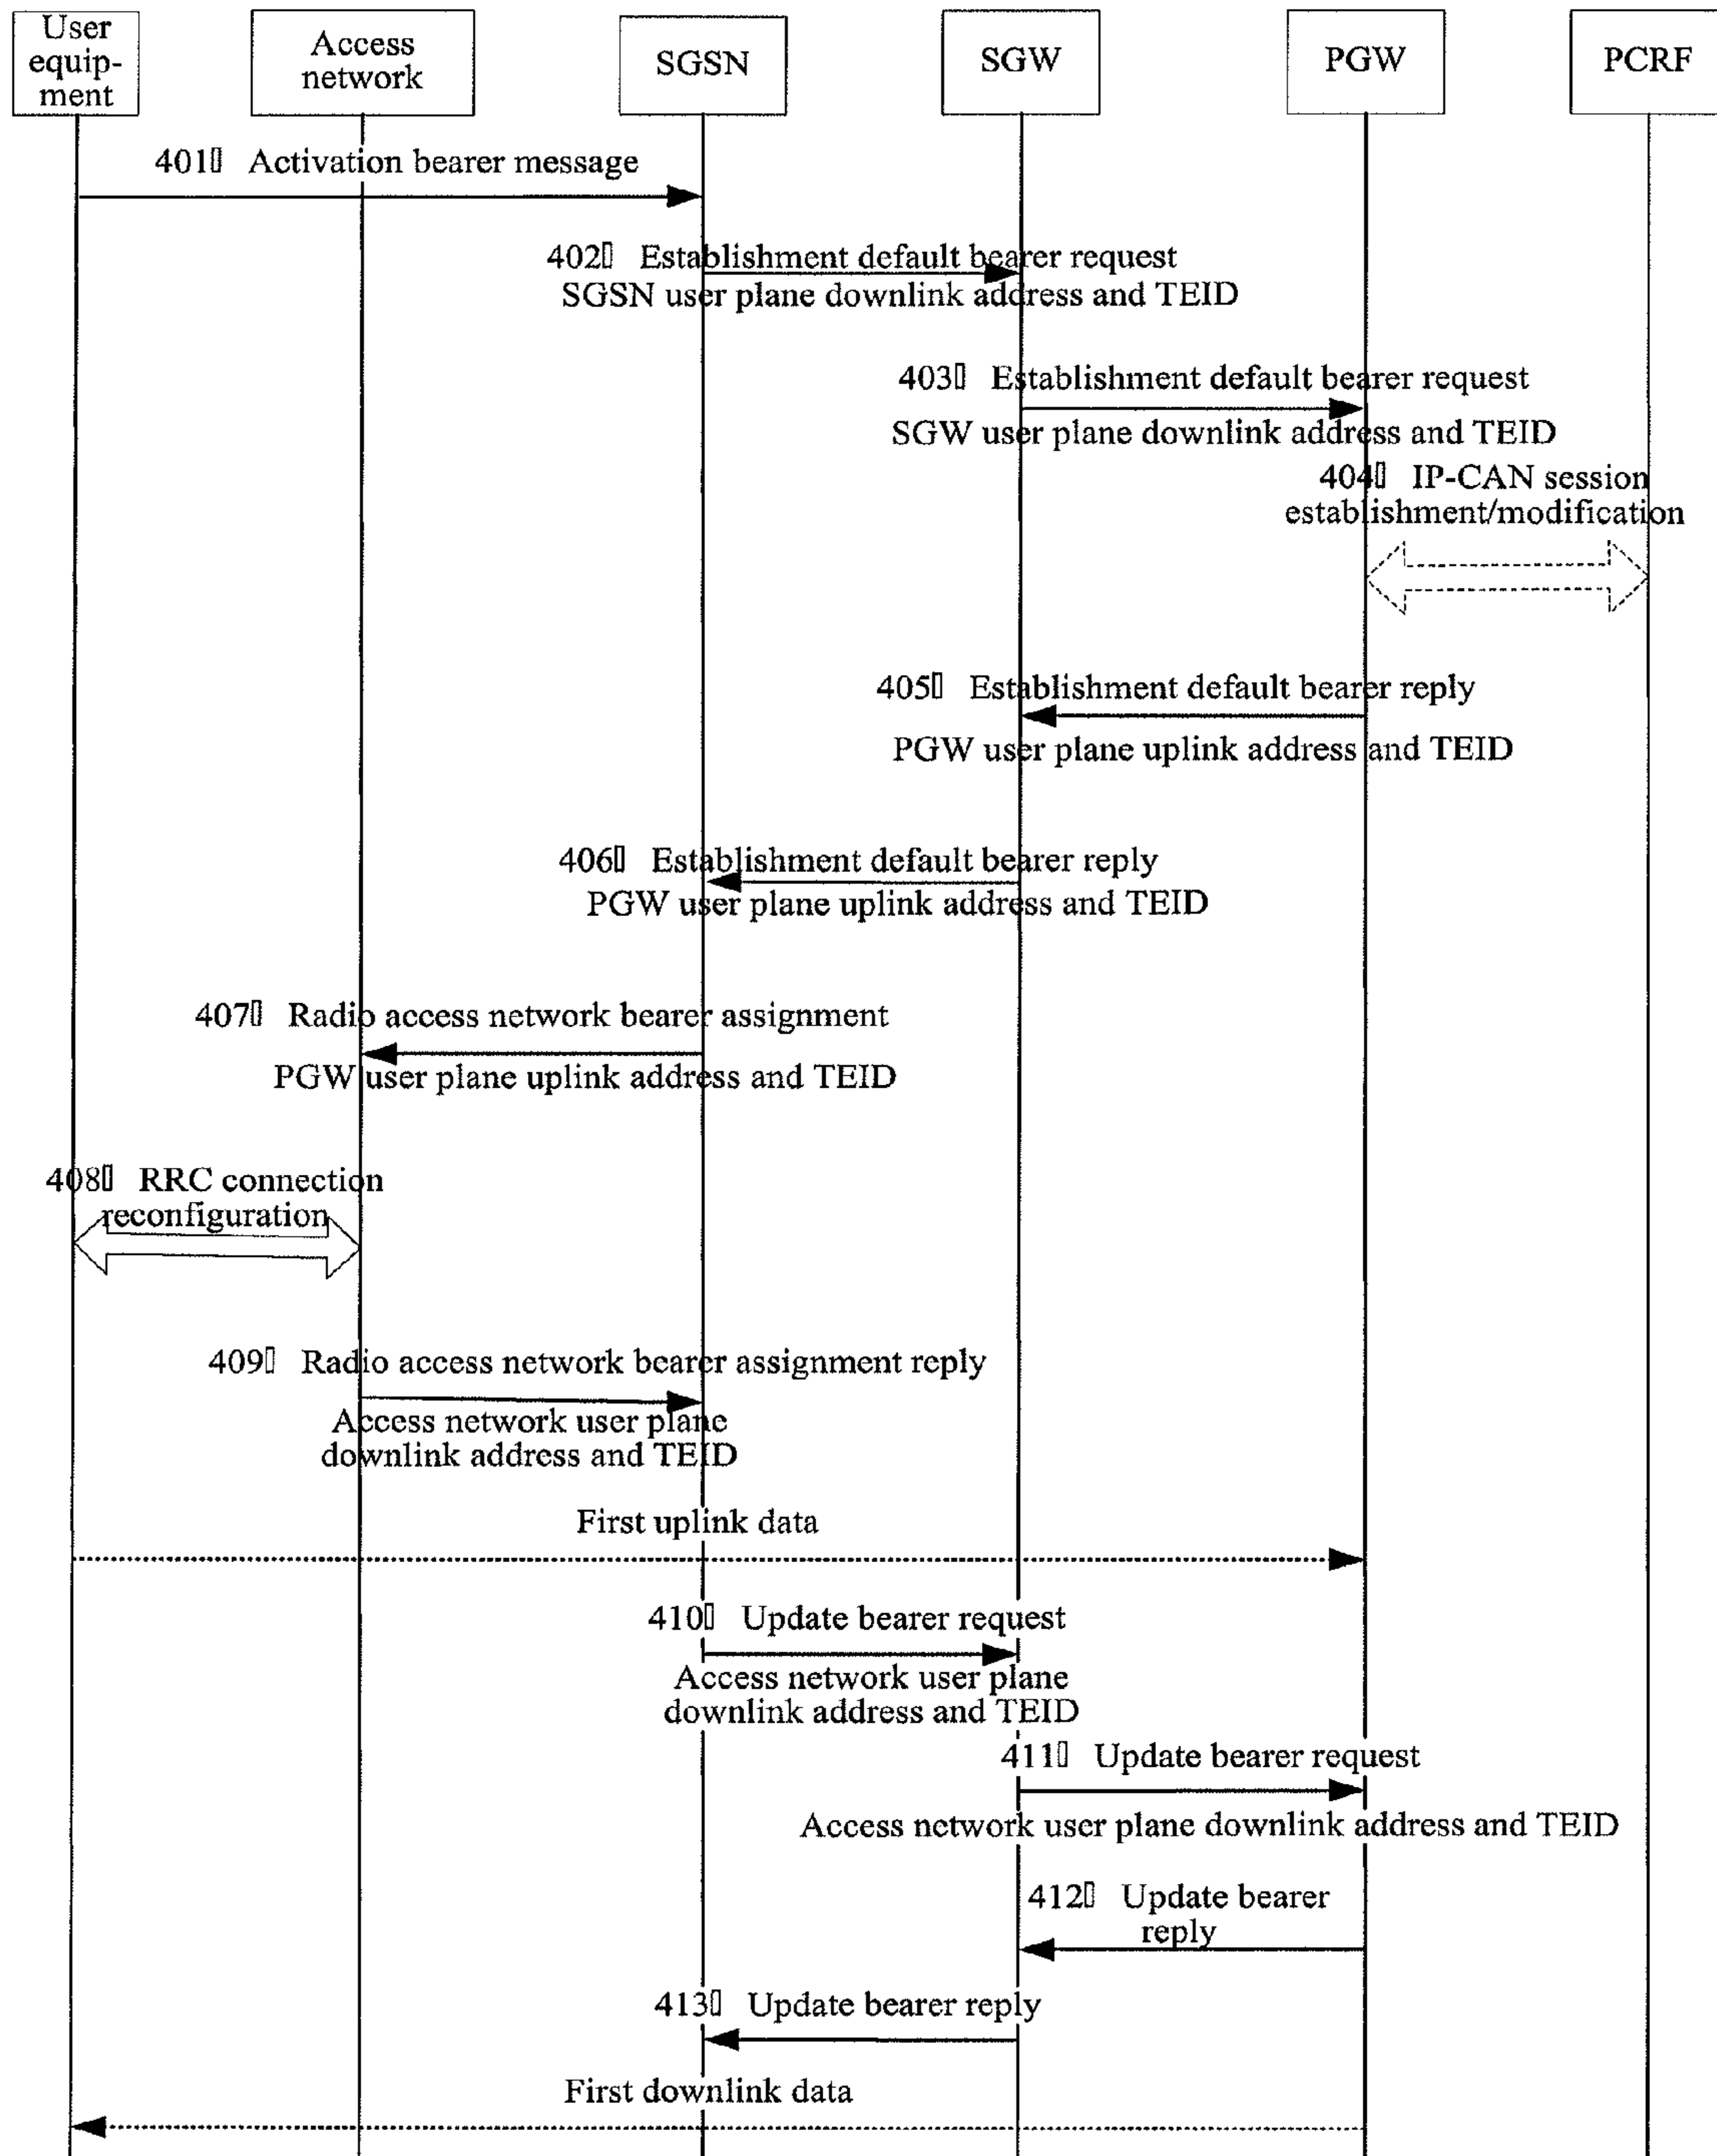 User
equip-
ment
Access
network
SGSN
SGW
PGW
PCRF
401▯ Activation bearer message
402▯ Establishment default bearer request
SGSN user plane downlink address and TEID
403▯ Establishment default bearer request
SGW user plane downlink address and TEID
404▯ IP-CAN session
establishment/modification
405▯ Establishment default bearer reply
PGW user plane uplink address and TEID
406▯ Establishment default bearer reply
PGW user plane uplink address and TEID
407▯ Radio access network bearer assignment
PGW user plane uplink address and TEID
408▯ RRC connection
reconfiguration
409▯ Radio access network bearer assignment reply
Access network user plane
downlink address and TEID
First uplink data
410▯ Update bearer request
Access network user plane
downlink address and TEID
411▯ Update bearer request
Access network user plane downlink address and TEID
412▯ Update bearer
reply
413▯ Update bearer reply
First downlink data